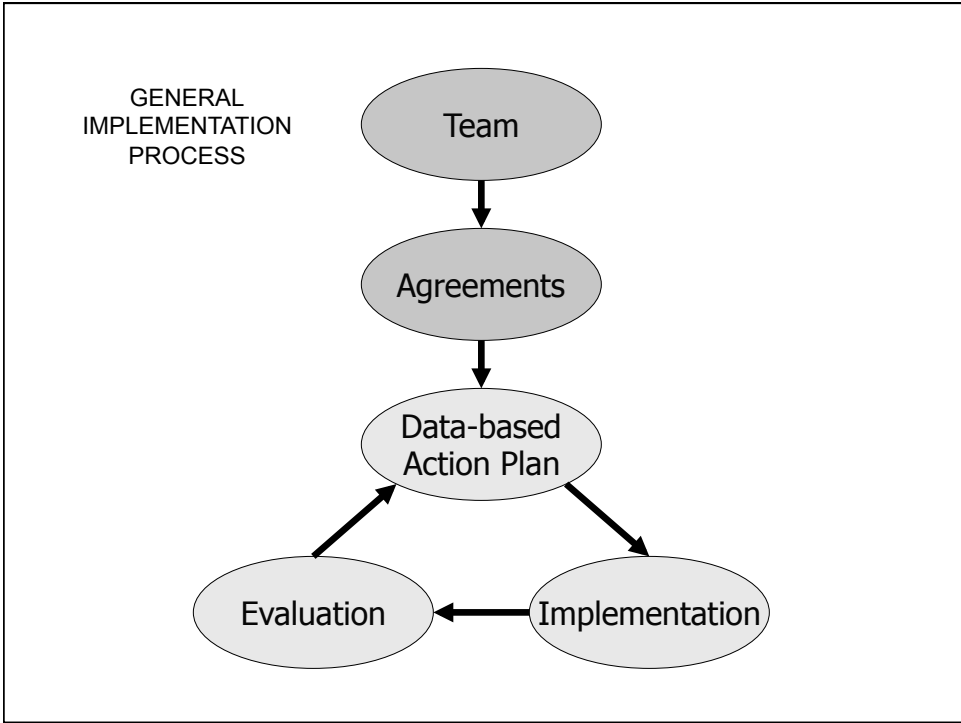 GENERAL
IMPLEMENTATION
PROCESS
Team
Agreements
Data-based
Action Plan
Evaluation
Implementation